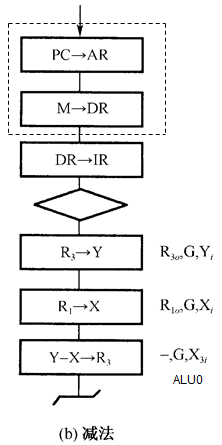 PC→AR
M→DR
DR→IR
R₃→Y R₃ₒ,G,Yᵢ
R₁→X R₁ₒ,G,Xᵢ
Y−X→R₃ −,G,X₃ᵢ
ALU0
(b) 减法